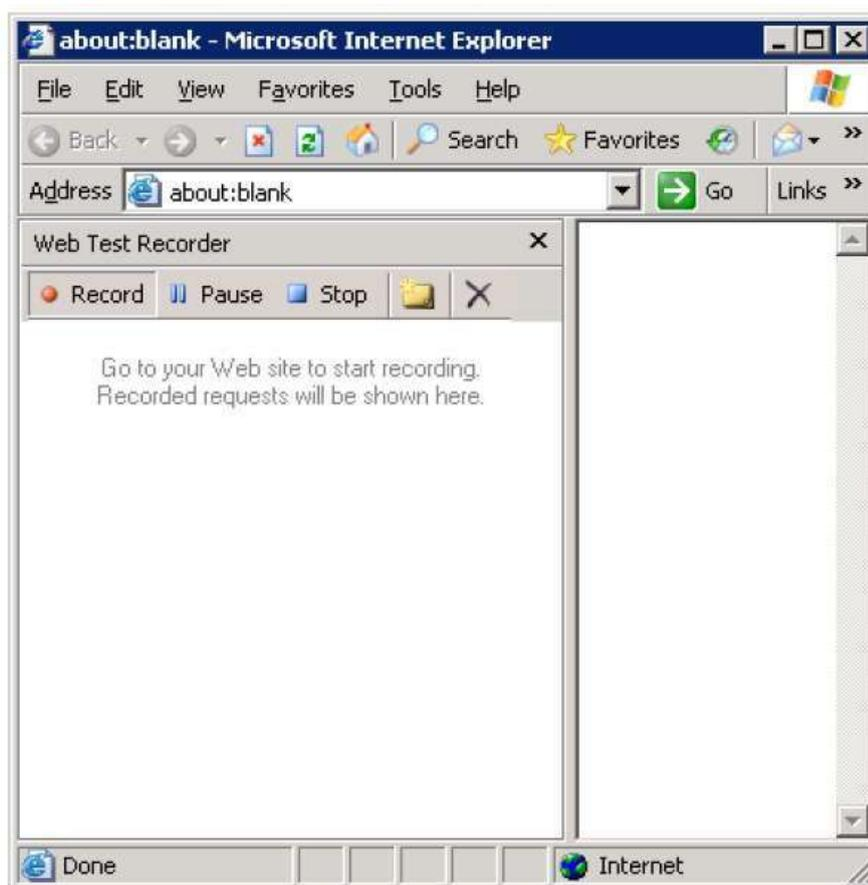 about:blank - Microsoft Internet Explorer
File Edit View Favorites Tools Help
Back Search Favorites
Address about:blank Go Links
Web Test Recorder
Record Pause Stop
Go to your Web site to start recording.
Recorded requests will be shown here.
Done Internet